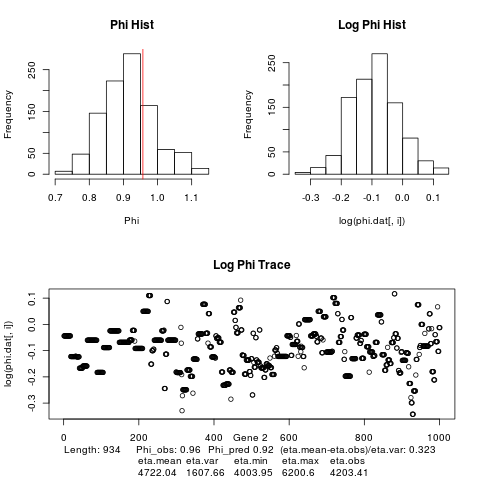 Phi Hist
Log Phi Hist
Frequency
0 50 150 250
0.7 0.8 0.9 1.0 1.1
Phi
Frequency
0 50 150 250
-0.3 -0.2 -0.1 0.0 0.1
log(phi.dat[, i])
Log Phi Trace
log(phi.dat[, i])
-0.3 -0.2 -0.1 0.0 0.1
0 200 400 600 800 1000
Gene 2
Length: 934 Phi_obs: 0.96 Phi_pred 0.92 (eta.mean-eta.obs)/eta.var: 0.323
eta.mean eta.var eta.min eta.max eta.obs
4722.04 1607.66 4003.95 6200.6 4203.41